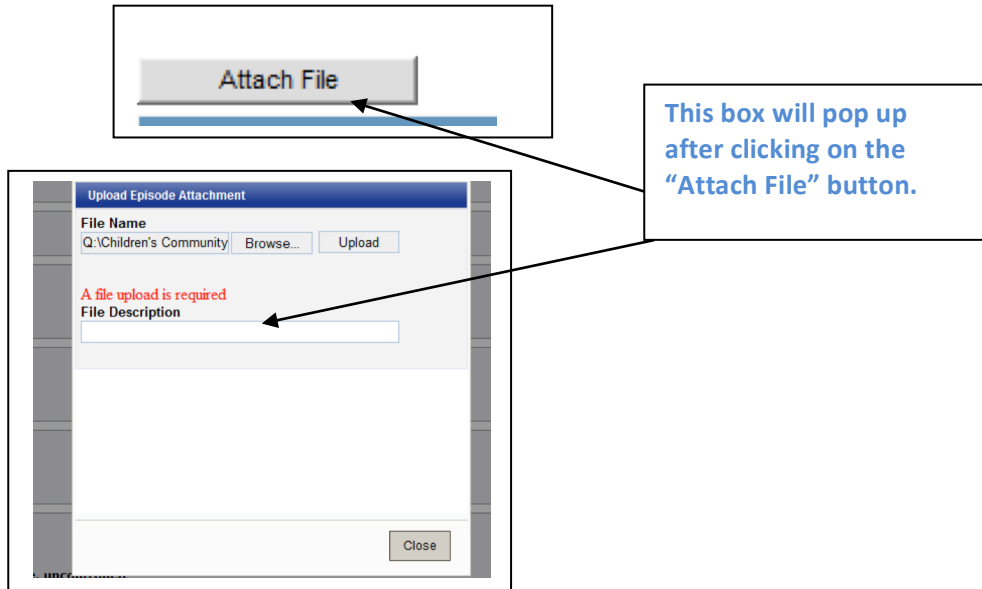 Attach File
This box will pop up
after clicking on the
“Attach File” button.
Upload Episode Attachment
File Name
Q:\Children's Community Browse... Upload
A file upload is required
File Description
Close